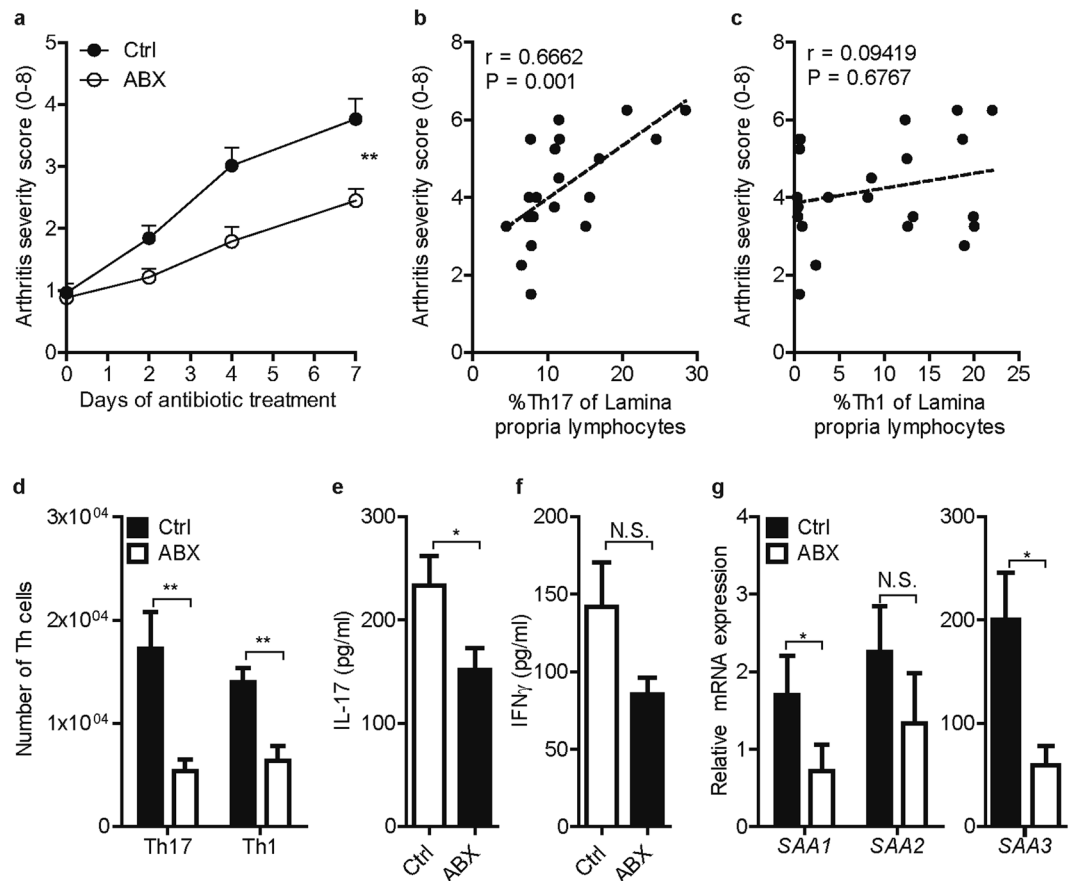 a
Arthritis severity score (0-8)
5
4
3
2
1
0
Ctrl
ABX
**
0 1 2 3 4 5 6 7
Days of antibiotic treatment
b
Arthritis severity score (0-8)
8
6
4
2
0
r = 0.6662
P = 0.001
0 10 20 30
%Th17 of Lamina
propria lymphocytes
c
Arthritis severity score (0-8)
8
6
4
2
0
r = 0.09419
P = 0.6767
0 5 10 15 20 25
%Th1 of Lamina
propria lymphocytes
d
Number of Th cells
3x10⁰⁴
2x10⁰⁴
1x10⁰⁴
0
Ctrl
ABX
**
**
Th17 Th1
e
IL-17 (pg/ml)
300
200
100
0
*
Ctrl ABX
f
IFNγ (pg/ml)
200
150
100
50
0
N.S.
Ctrl ABX
g
Relative mRNA expression
4
3
2
1
0
Ctrl
ABX
*
N.S.
SAA1 SAA2
300
200
100
0
*
SAA3